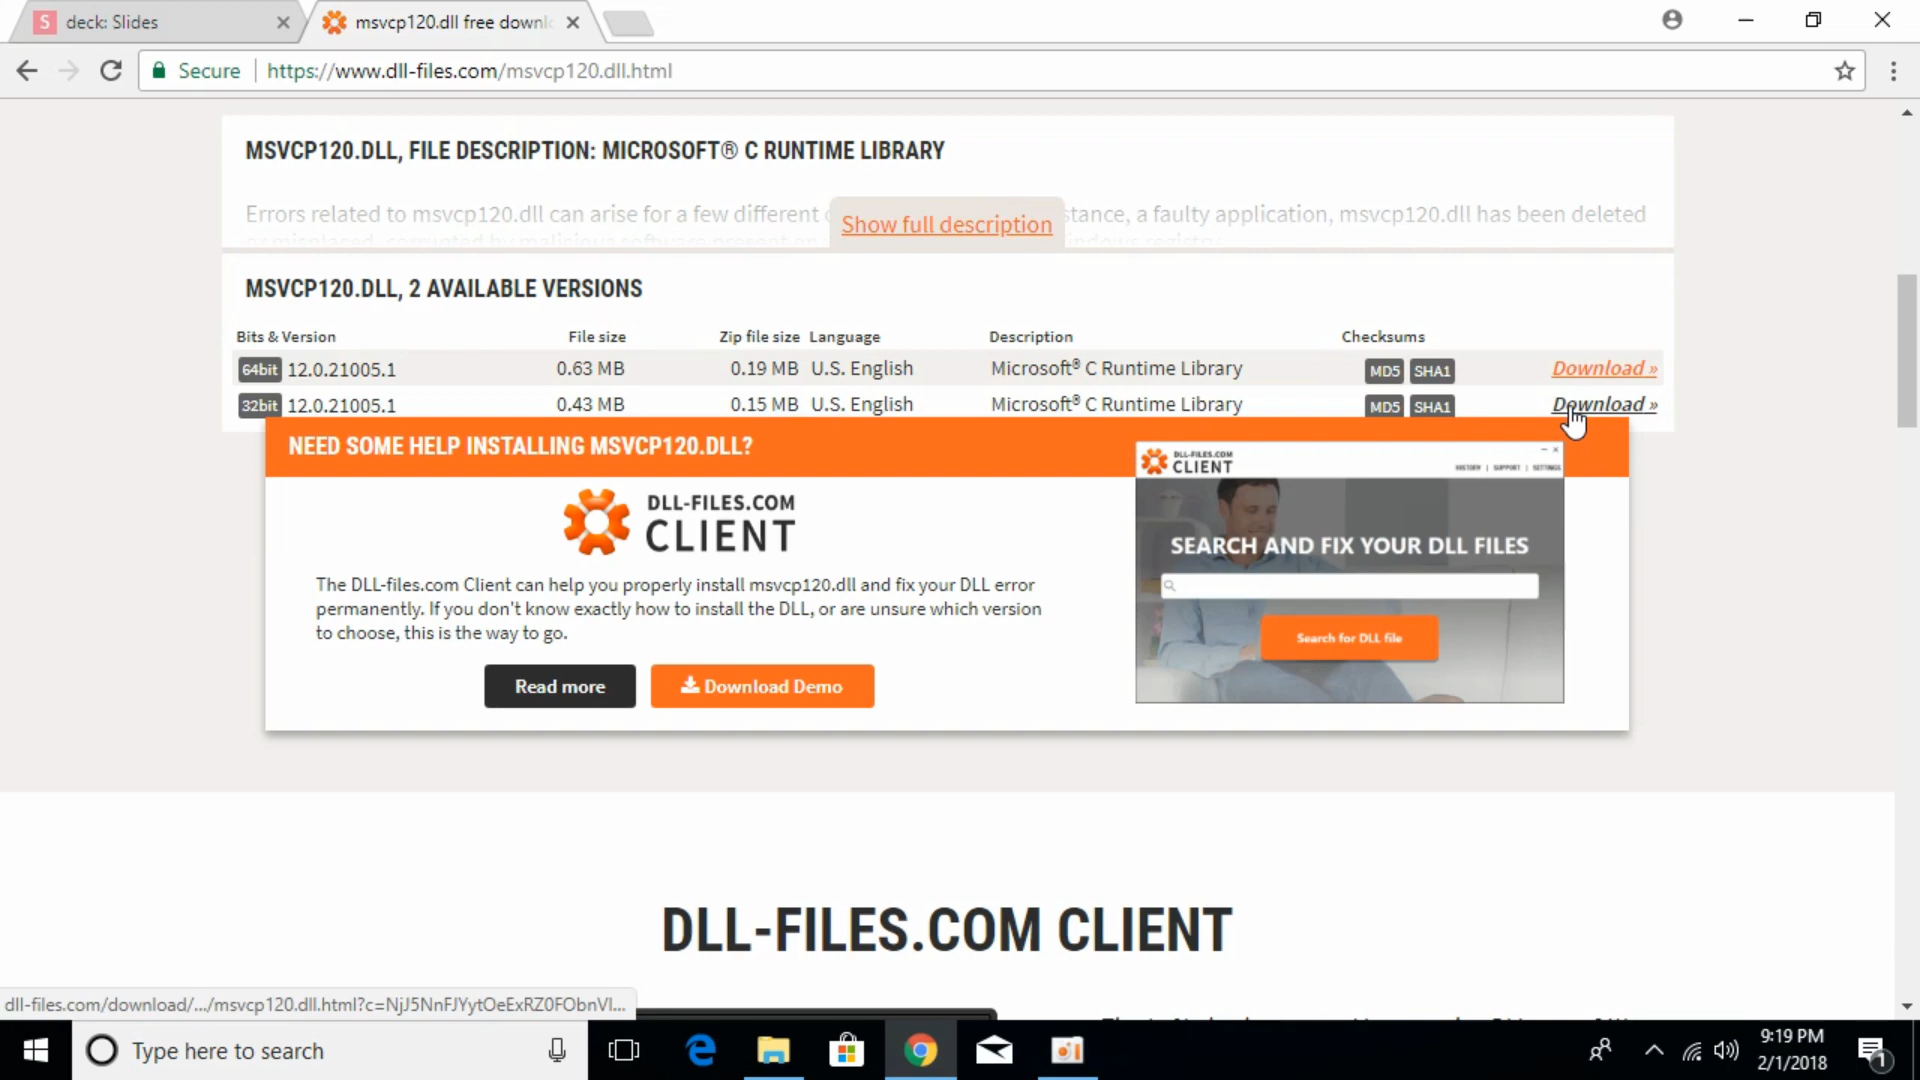 S deck: Slides
msvcp120.dll free downl
Secure https://www.dll-files.com/msvcp120.dll.html
MSVCP120.DLL, FILE DESCRIPTION: MICROSOFT® C RUNTIME LIBRARY
Errors related to msvcp120.dll can arise for a few different
Show full description
stance, a faulty application, msvcp120.dll has been deleted
MSVCP120.DLL, 2 AVAILABLE VERSIONS
Bits & Version File size Zip file size Language Description Checksums
64bit 12.0.21005.1 0.63 MB 0.19 MB U.S. English Microsoft® C Runtime Library MD5 SHA1 Download »
32bit 12.0.21005.1 0.43 MB 0.15 MB U.S. English Microsoft® C Runtime Library MD5 SHA1 Download »
NEED SOME HELP INSTALLING MSVCP120.DLL?
DLL-FILES.COM
CLIENT
The DLL-files.com Client can help you properly install msvcp120.dll and fix your DLL error
permanently. If you don't know exactly how to install the DLL, or are unsure which version
to choose, this is the way to go.
Read more
Download Demo
DLL-FILES.COM
CLIENT
HISTORY | SUPPORT | SETTINGS
SEARCH AND FIX YOUR DLL FILES
Search for DLL file
DLL-FILES.COM CLIENT
dll-files.com/download/.../msvcp120.dll.html?c=NjJ5NnFJYytOeExRZ0FObnVl...
Type here to search
9:19 PM
2/1/2018
1